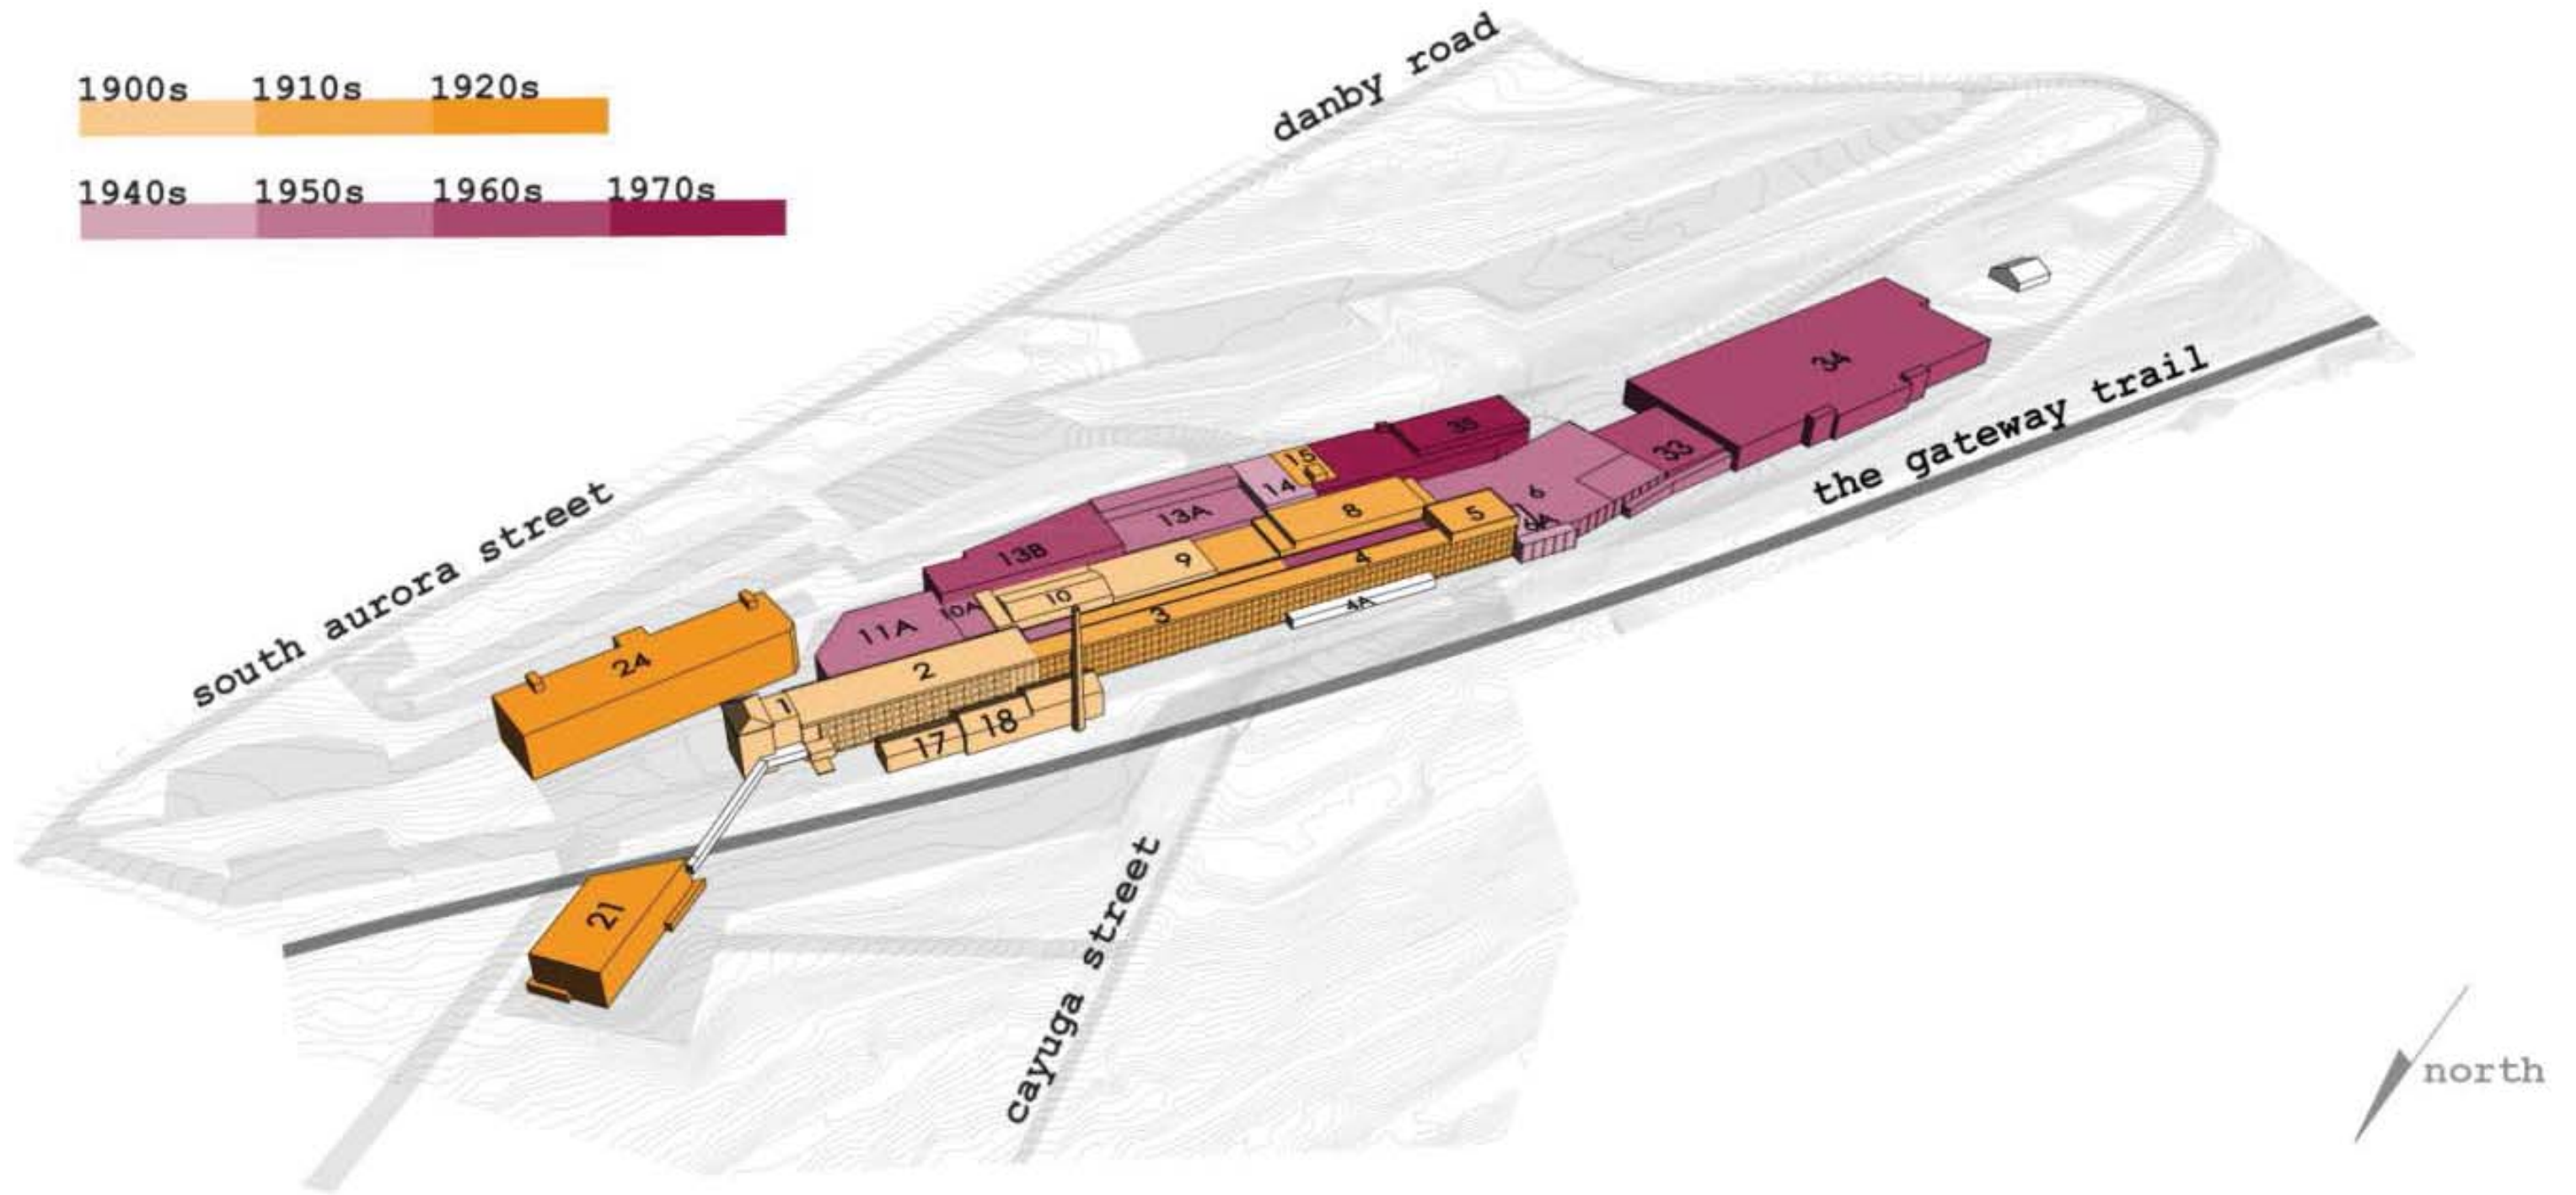 1900s 1910s 1920s
1940s 1950s 1960s 1970s
danby road
south aurora street
the gateway trail
cayuga street
north
34
35
33
15
14
6
6A
13A
8
5
13B
9
4
10A
10
4A
11A
3
24
2
1
18
17
21